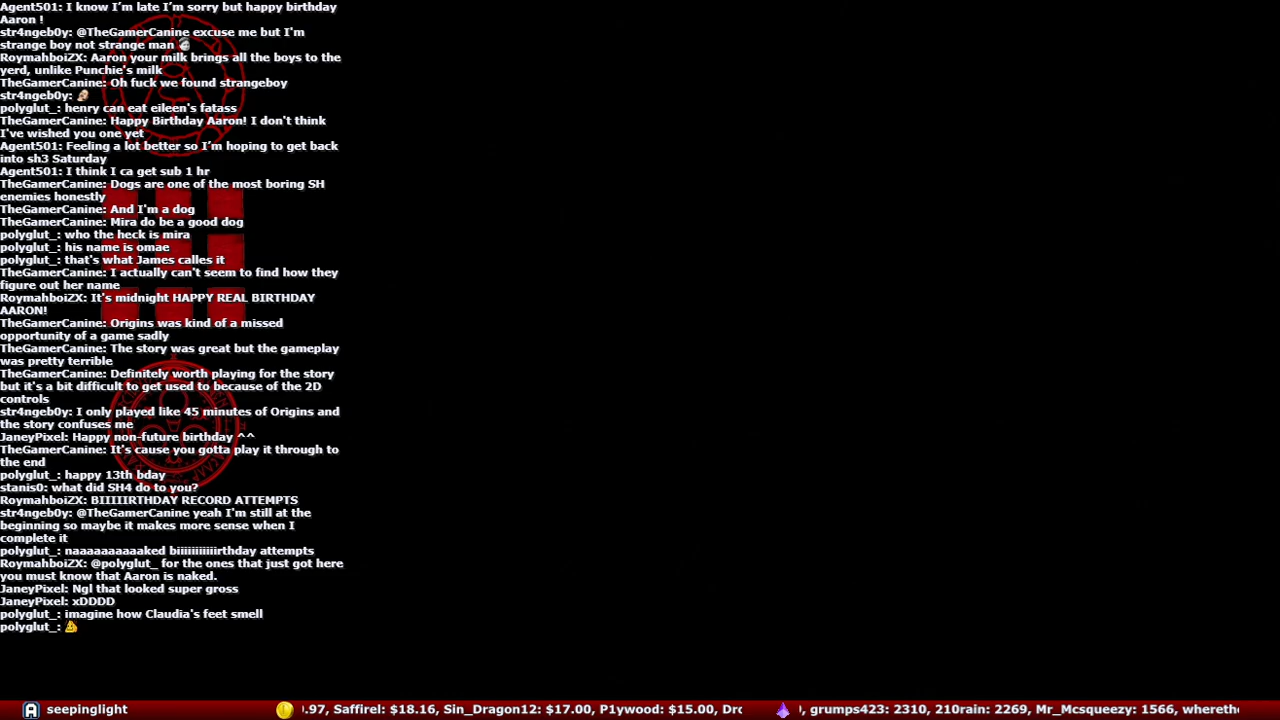 Agent501: I know I'm late I'm sorry but happy birthday
Aaron !
str4ngeb0y: @TheGamerCanine excuse me but I'm
strange boy not strange man
RoymahboiZX: Aaron your milk brings all the boys to the
yerd, unlike Punchie's milk
TheGamerCanine: Oh fuck we found strangeboy
str4ngeb0y:
polyglut_: henry can eat eileen's fatass
TheGamerCanine: Happy Birthday Aaron! I don't think
I've wished you one yet
Agent501: Feeling a lot better so I'm hoping to get back
into sh3 Saturday
Agent501: I think I ca get sub 1 hr
TheGamerCanine: Dogs are one of the most boring SH
enemies honestly
TheGamerCanine: And I'm a dog
TheGamerCanine: Mira do be a good dog
polyglut_: who the heck is mira
polyglut_: his name is omae
polyglut_: that's what James calles it
TheGamerCanine: I actually can't seem to find how they
figure out her name
RoymahboiZX: It's midnight HAPPY REAL BIRTHDAY
AARON!
TheGamerCanine: Origins was kind of a missed
opportunity of a game sadly
TheGamerCanine: The story was great but the gameplay
was pretty terrible
TheGamerCanine: Definitely worth playing for the story
but it's a bit difficult to get used to because of the 2D
controls
str4ngeb0y: I only played like 45 minutes of Origins and
the story confuses me
JaneyPixel: Happy non-future birthday ^^
TheGamerCanine: It's cause you gotta play it through to
the end
polyglut_: happy 13th bday
stanis0: what did SH4 do to you?
RoymahboiZX: BIIIIIRTHDAY RECORD ATTEMPTS
str4ngeb0y: @TheGamerCanine yeah I'm still at the
beginning so maybe it makes more sense when I
complete it
polyglut_: naaaaaaaaaked biiiiiiiiiiirthday attempts
RoymahboiZX: @polyglut_ for the ones that just got here
you must know that Aaron is naked.
JaneyPixel: Ngl that looked super gross
JaneyPixel: xDDDD
polyglut_: imagine how Claudia's feet smell
polyglut_:
seepinglight .97, Saffirel: $18.16, Sin_Dragon12: $17.00, P1ywood: $15.00, , grumps423: 2310, 210rain: 2269, Mr_Mcsqueezy: 1566, whereth